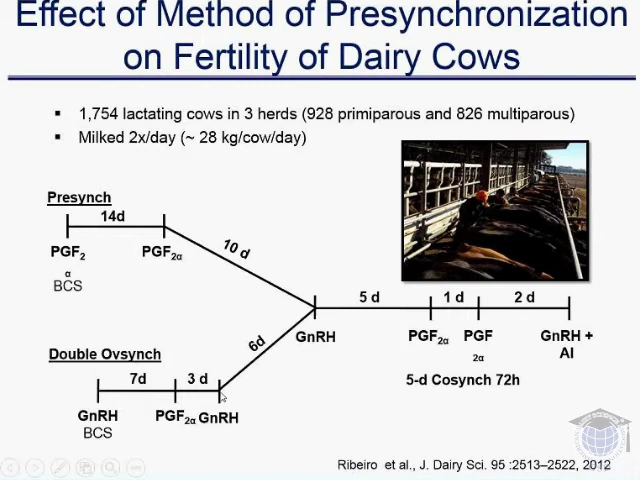 Effect of Method of Presynchronization
on Fertility of Dairy Cows
▪ 1,754 lactating cows in 3 herds (928 primiparous and 826 multiparous)
▪ Milked 2x/day (~ 28 kg/cow/day)
Presynch
14d
PGF2
α
BCS
PGF2α
10 d
5 d
1 d
2 d
GnRH
PGF2α
PGF
2α
GnRH +
AI
5-d Cosynch 72h
6d
Double Ovsynch
7d
3 d
GnRH
BCS
PGF2α
GnRH
Ribeiro et al., J. Dairy Sci. 95 :2513–2522, 2012